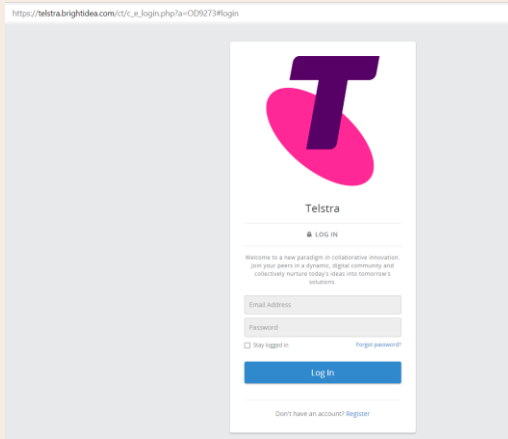 https://telstra.brightidea.com/ct/c_e_login.php?a=OD9273#login
T
Telstra
LOG IN
Welcome to a new paradigm in collaborative innovation.
Join your peers in a dynamic, digital community and
collectively nurture today's ideas into tomorrow's
solutions.
Email Address
Password
Stay logged in Forgot password?
Log In
Don't have an account? Register